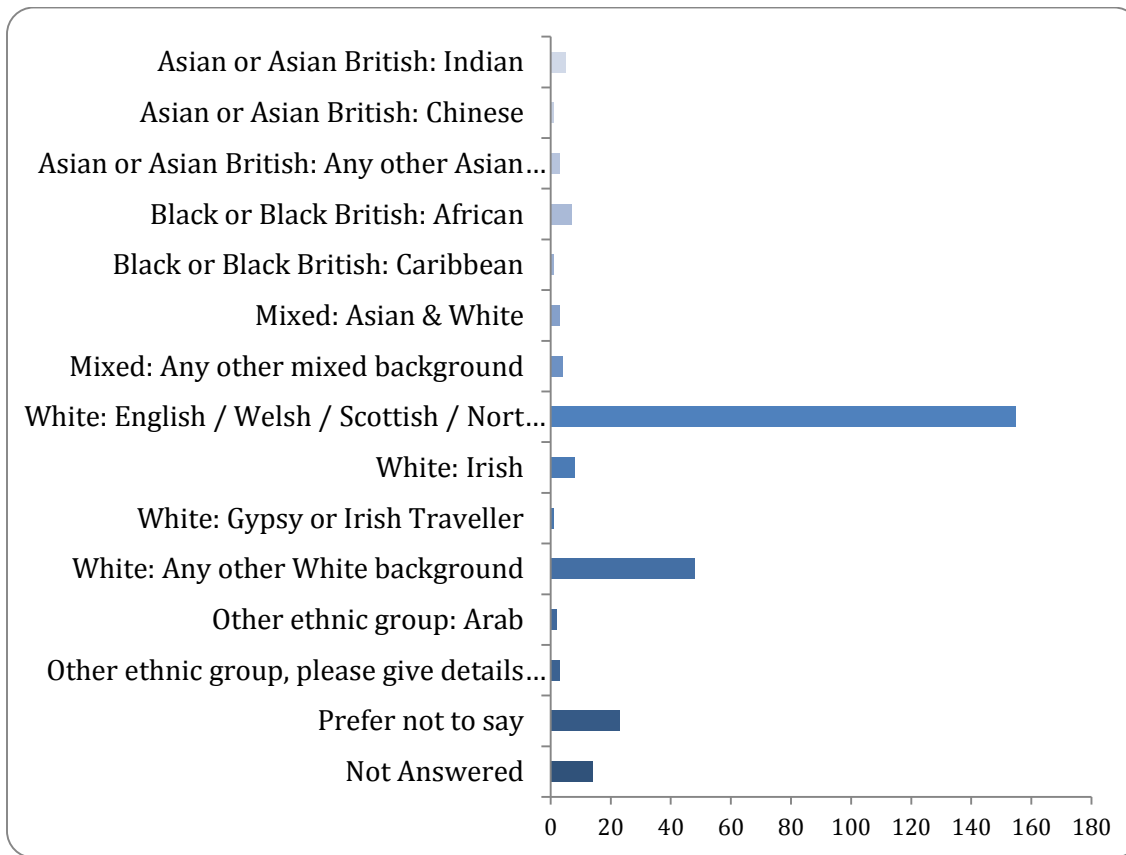 Asian or Asian British: Indian
Asian or Asian British: Chinese
Asian or Asian British: Any other Asian…
Black or Black British: African
Black or Black British: Caribbean
Mixed: Asian & White
Mixed: Any other mixed background
White: English / Welsh / Scottish / Nort…
White: Irish
White: Gypsy or Irish Traveller
White: Any other White background
Other ethnic group: Arab
Other ethnic group, please give details…
Prefer not to say
Not Answered
0 20 40 60 80 100 120 140 160 180